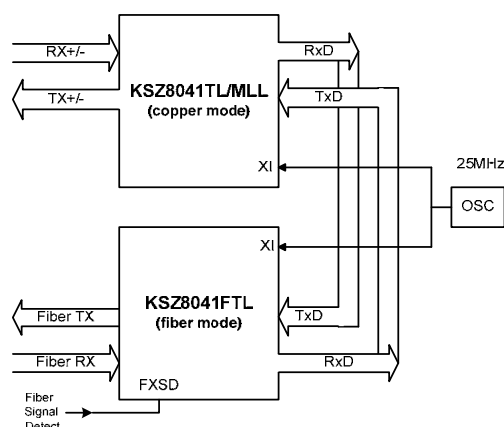 RX+/-
RxD
KSZ8041TL/MLL
(copper mode)
TX+/-
TxD
XI
25MHz
OSC
XI
KSZ8041FTL
(fiber mode)
Fiber TX
TxD
Fiber RX
RxD
FXSD
Fiber
Signal
Detect